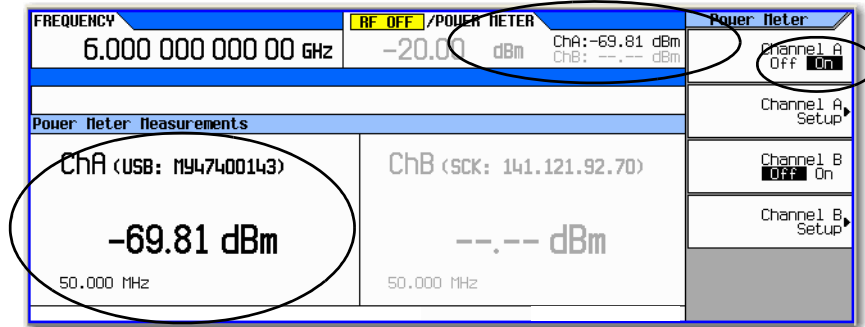 FREQUENCY
6.000 000 000 00 GHz
RF OFF /POWER METER
-20.00 dBm
ChA:-69.81 dBm
ChB: --.-- dBm
Power Meter Measurements
ChA (USB: MY47400143)
-69.81 dBm
50.000 MHz
ChB (SCK: 141.121.92.70)
--.-- dBm
50.000 MHz
Power Meter
Channel A
Off On
Channel A
Setup
Channel B
Off On
Channel B
Setup